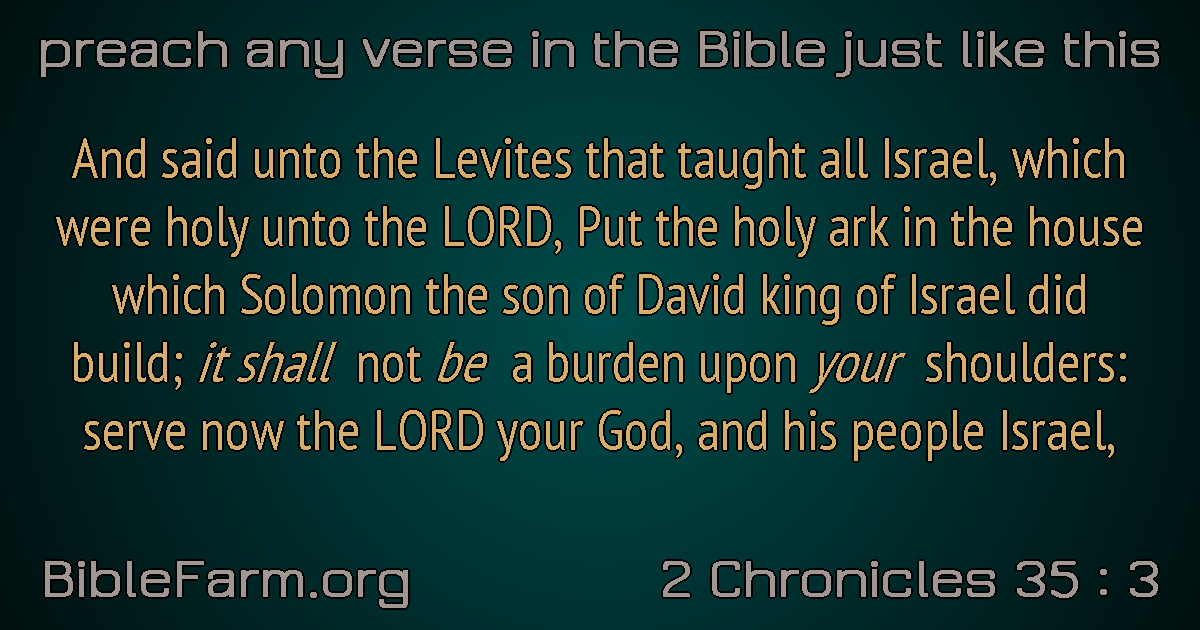 preach any verse in the Bible just like this
And said unto the Levites that taught all Israel, which
were holy unto the LORD, Put the holy ark in the house
which Solomon the son of David king of Israel did
build; it shall not be a burden upon your shoulders:
serve now the LORD your God, and his people Israel,
BibleFarm.org
2 Chronicles 35 : 3